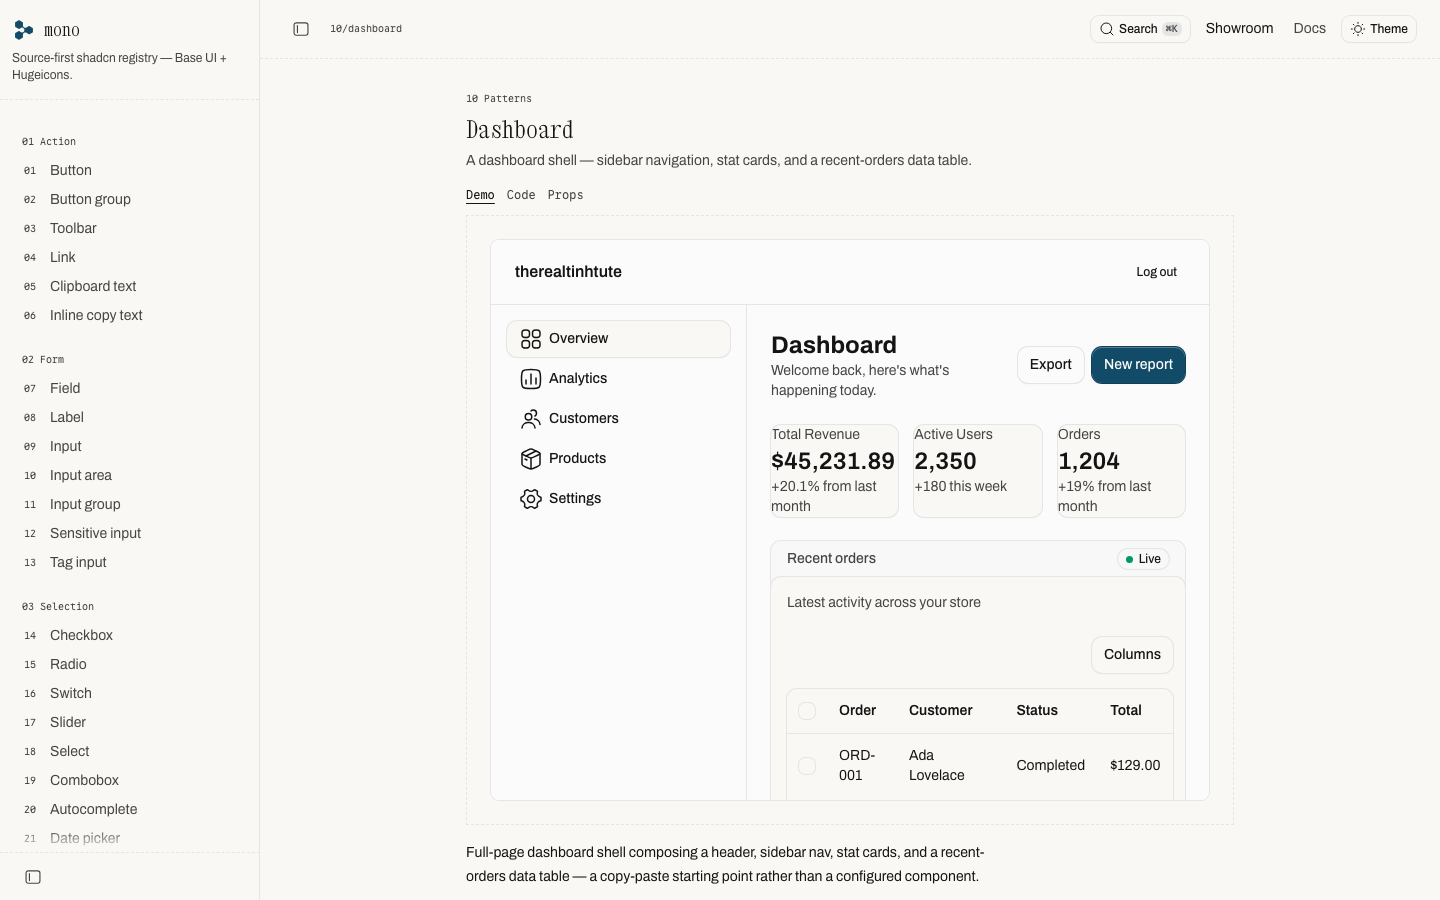 mono
Source-first shadcn registry — Base UI +
Hugeicons.
01 Action
01 Button
02 Button group
03 Toolbar
04 Link
05 Clipboard text
06 Inline copy text
02 Form
07 Field
08 Label
09 Input
10 Input area
11 Input group
12 Sensitive input
13 Tag input
03 Selection
14 Checkbox
15 Radio
16 Switch
17 Slider
18 Select
19 Combobox
20 Autocomplete
21 Date picker
10/dashboard
Search ⌘K
Showroom
Docs
Theme
10 Patterns
Dashboard
A dashboard shell — sidebar navigation, stat cards, and a recent-orders data table.
Demo Code Props
therealtinhtute
Log out
Overview
Analytics
Customers
Products
Settings
Dashboard
Welcome back, here's what's
happening today.
Export
New report
Total Revenue
$45,231.89
+20.1% from last
month
Active Users
2,350
+180 this week
Orders
1,204
+19% from last
month
Recent orders
Live
Latest activity across your store
Columns
Order Customer Status Total
ORD-
001
Ada
Lovelace
Completed
$129.00
Full-page dashboard shell composing a header, sidebar nav, stat cards, and a recent-
orders data table — a copy-paste starting point rather than a configured component.